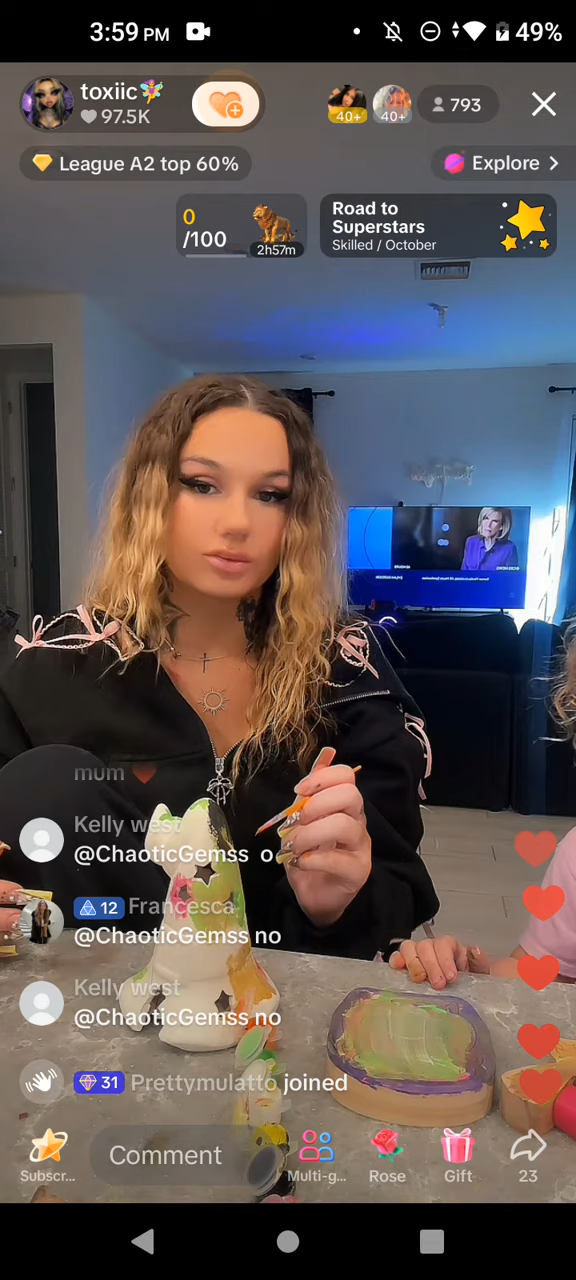 3:59 PM
49%
toxiic🧚
97.5K
40+
40+
793
League A2 top 60%
Explore >
0
/100
2h57m
Road to
Superstars
Skilled / October
mum ❤️
Kelly west
@ChaoticGemss o
12 Francesca
@ChaoticGemss no
Kelly west
@ChaoticGemss no
31 Prettymulatto joined
Comment
Subscr...
Multi-g...
Rose
Gift
23